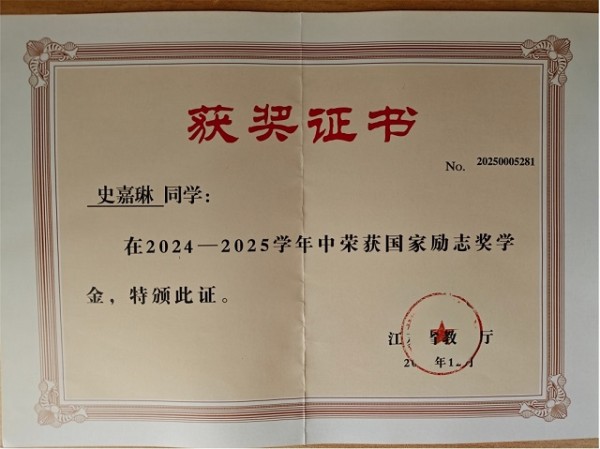 获奖证书
No. 20250005281
史嘉琳 同学：
在2024—2025学年中荣获国家励志奖学
金，特颁此证。
江 省教 厅
年1 月